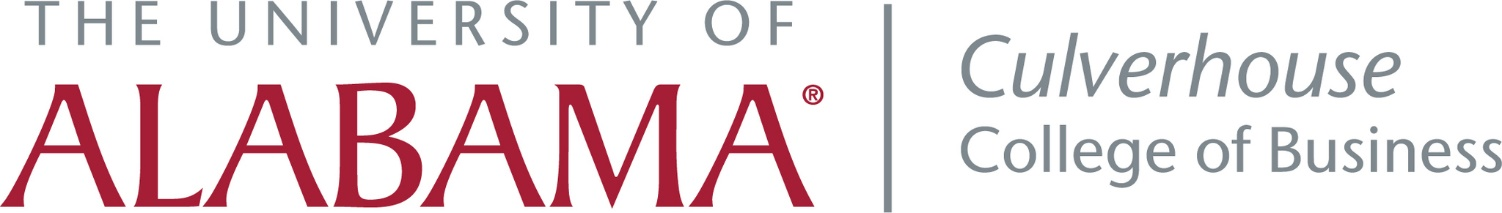 THE UNIVERSITY OF
ALABAMA®
Culverhouse
College of Business